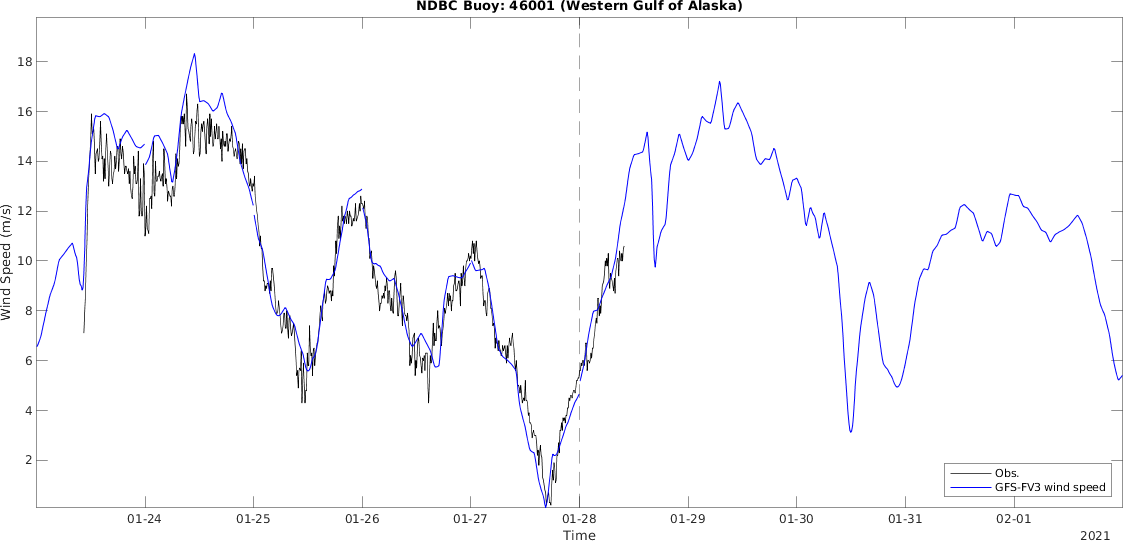 NDBC Buoy: 46001 (Western Gulf of Alaska)
18
16
14
12
10
8
6
4
2
Wind Speed (m/s)
Obs.
GFS-FV3 wind speed
01-24 01-25 01-26 01-27 01-28 01-29 01-30 01-31 02-01
Time
2021